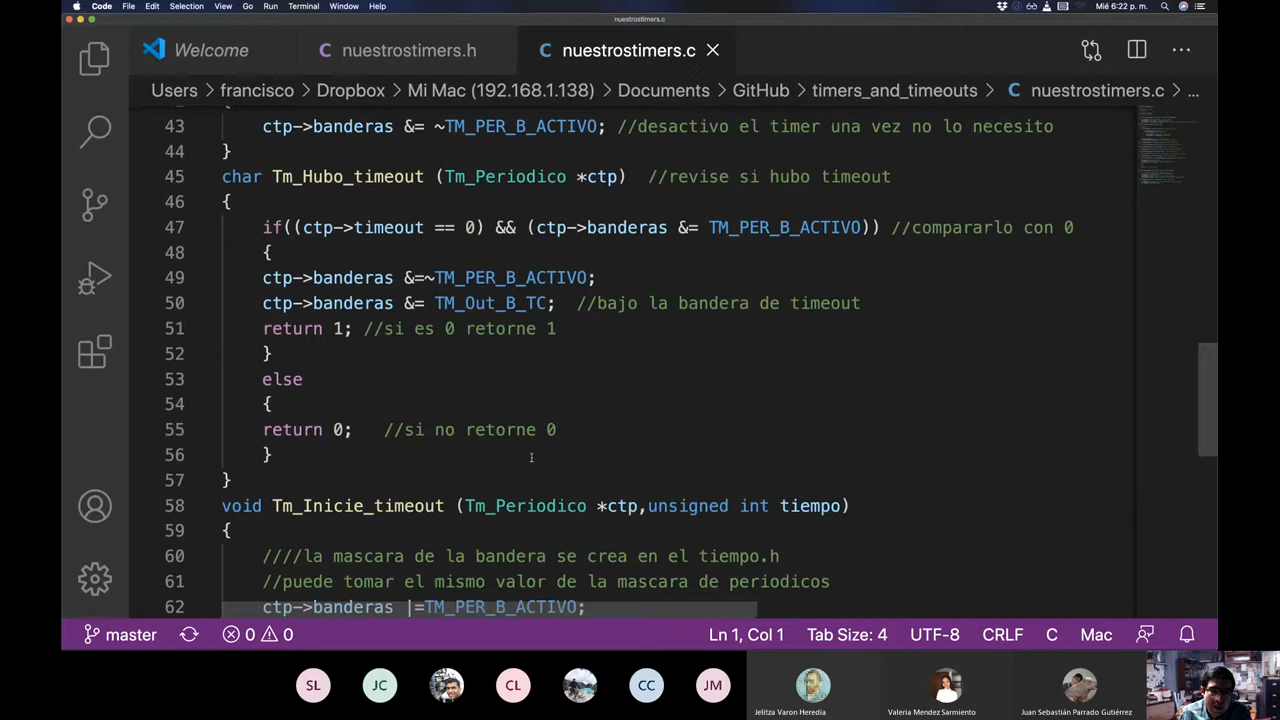 Code File Edit Selection View Go Run Terminal Window Help Mié 6:22 p. m.
nuestrostimers.c
Welcome C nuestrostimers.h C nuestrostimers.c
Users > francisco > Dropbox > Mi Mac (192.168.1.138) > Documents > GitHub > timers_and_timeouts > C nuestrostimers.c > ...
43 ctp->banderas &= ~TM_PER_B_ACTIVO; //desactivo el timer una vez no lo necesito
44 }
45 char Tm_Hubo_timeout (Tm_Periodico *ctp) //revise si hubo timeout
46 {
47 if((ctp->timeout == 0) && (ctp->banderas &= TM_PER_B_ACTIVO)) //compararlo con 0
48 {
49 ctp->banderas &=~TM_PER_B_ACTIVO;
50 ctp->banderas &= TM_Out_B_TC; //bajo la bandera de timeout
51 return 1; //si es 0 retorne 1
52 }
53 else
54 {
55 return 0; //si no retorne 0
56 }
57 }
58 void Tm_Inicie_timeout (Tm_Periodico *ctp,unsigned int tiempo)
59 {
60 ////la mascara de la bandera se crea en el tiempo.h
61 //puede tomar el mismo valor de la mascara de periodicos
62 ctp->banderas |=TM_PER_B_ACTIVO;
master 0 0 Ln 1, Col 1 Tab Size: 4 UTF-8 CRLF C Mac
SL JC CL CC JM
Jelitza Varon Heredia Valeria Mendez Sarmiento Juan Sebastián Parrado Gutiérrez